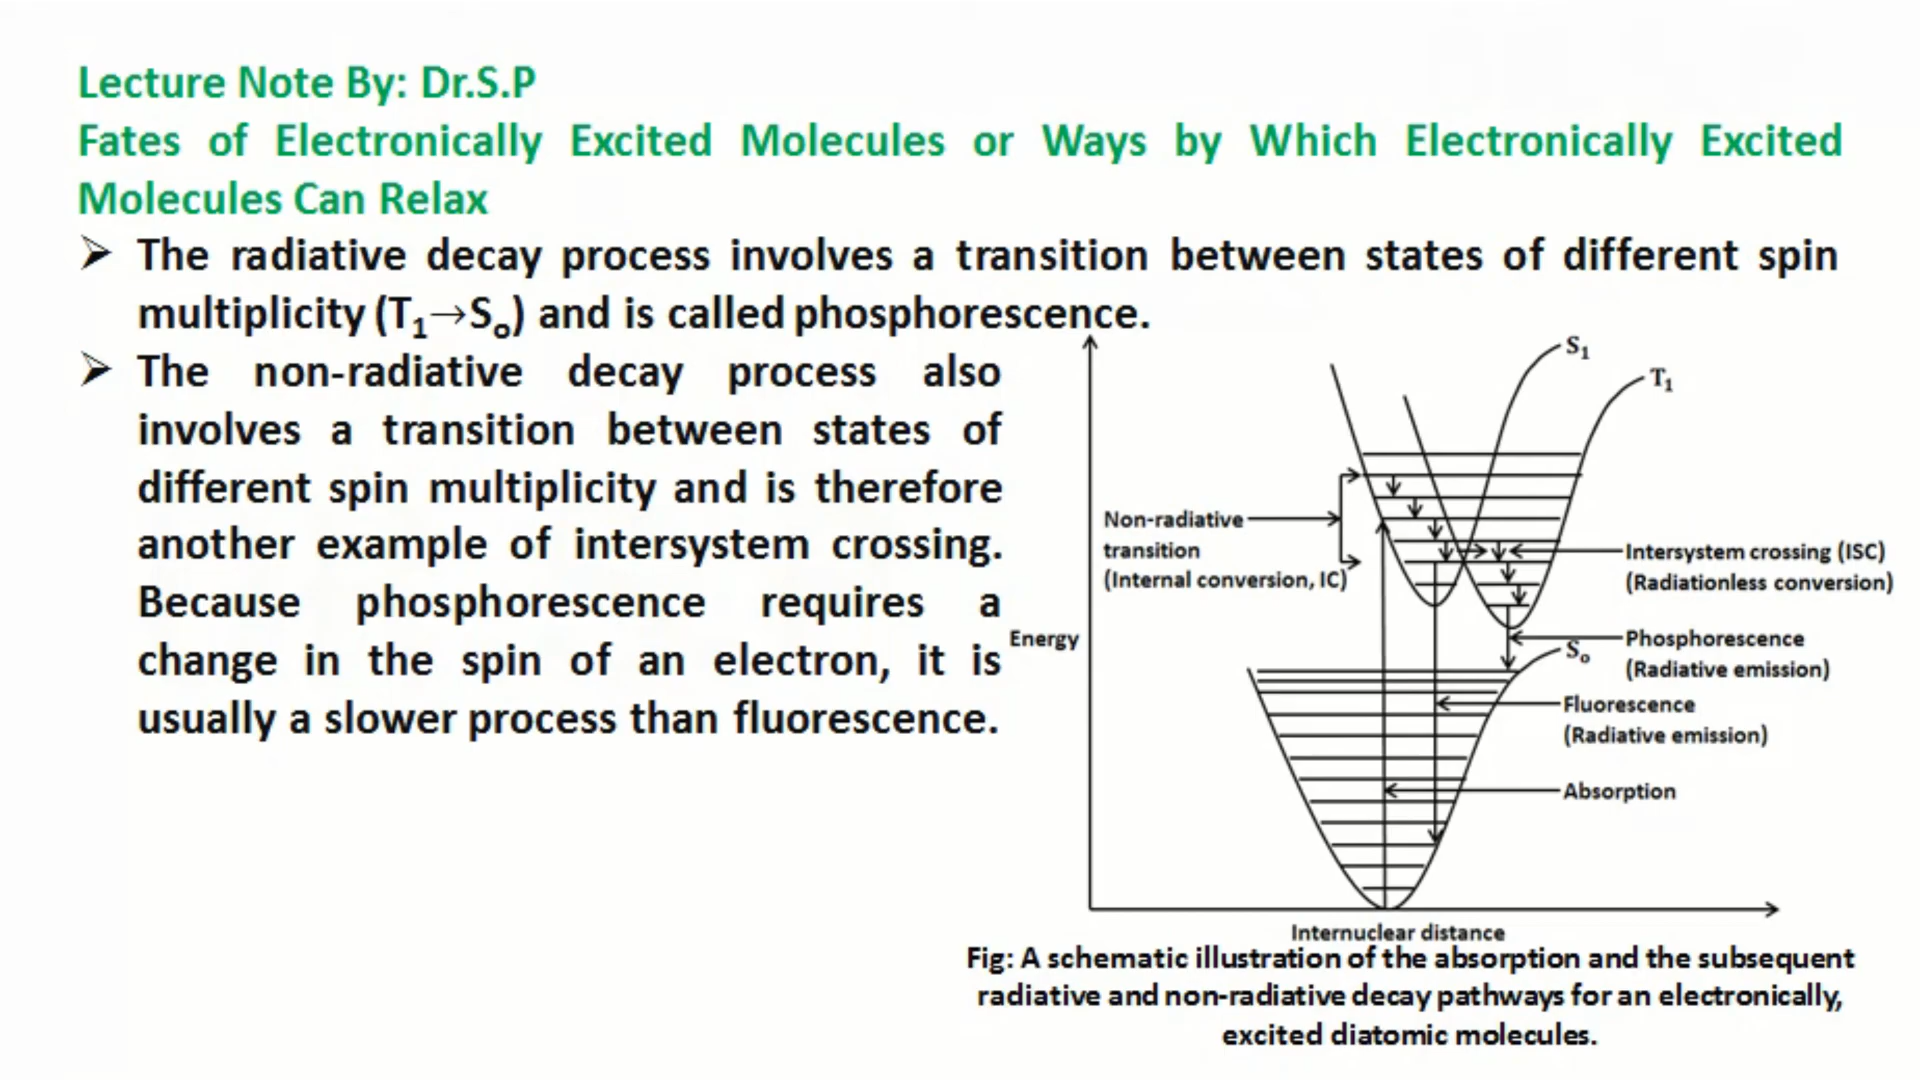 Lecture Note By: Dr.S.P
Fates of Electronically Excited Molecules or Ways by Which Electronically Excited
Molecules Can Relax
➢ The radiative decay process involves a transition between states of different spin
multiplicity (T₁→Sₒ) and is called phosphorescence.
➢ The non-radiative decay process also
involves a transition between states of
different spin multiplicity and is therefore
another example of intersystem crossing.
Because phosphorescence requires a
change in the spin of an electron, it is
usually a slower process than fluorescence.
S₁
T₁
Non-radiative
transition
(Internal conversion, IC)
Intersystem crossing (ISC)
(Radiationless conversion)
Energy
Phosphorescence
(Radiative emission)
Sₒ
Fluorescence
(Radiative emission)
Absorption
Internuclear distance
Fig: A schematic illustration of the absorption and the subsequent
radiative and non-radiative decay pathways for an electronically,
excited diatomic molecules.